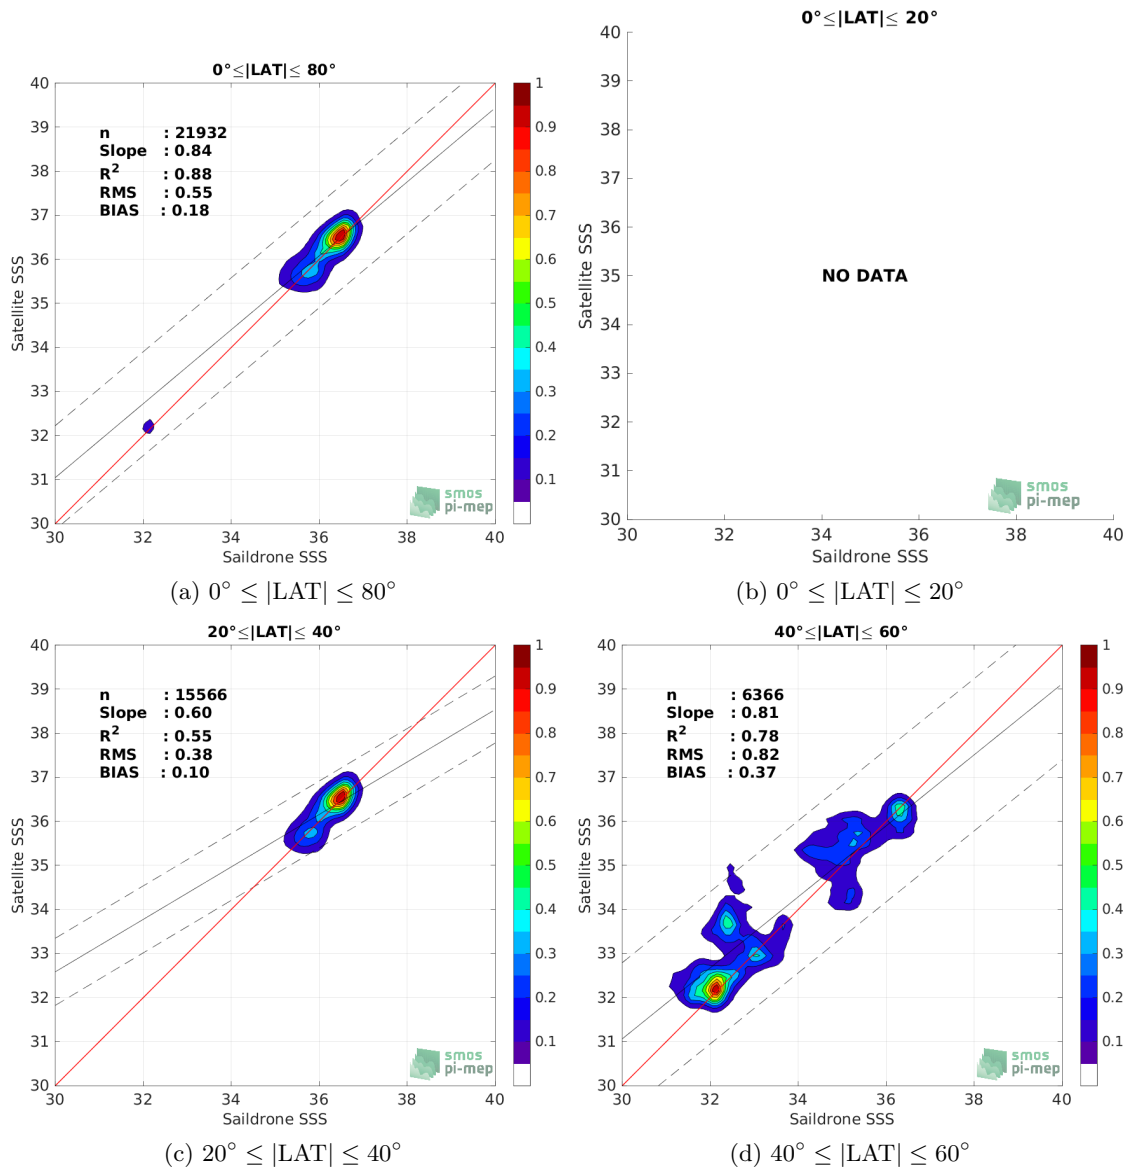 0°≤|LAT|≤ 80°
n : 21932
Slope : 0.84
R² : 0.88
RMS : 0.55
BIAS : 0.18
40
39
38
37
36
35
34
33
32
31
30
Satellite SSS
30 32 34 36 38 40
Saildrone SSS
1
0.9
0.8
0.7
0.6
0.5
0.4
0.3
0.2
0.1
smos
pi-mep
(a) 0° ≤ |LAT| ≤ 80°
0°≤|LAT|≤ 20°
40
39
38
37
36
35
34
33
32
31
30
Satellite SSS
NO DATA
30 32 34 36 38 40
Saildrone SSS
smos
pi-mep
(b) 0° ≤ |LAT| ≤ 20°
20°≤|LAT|≤ 40°
n : 15566
Slope : 0.60
R² : 0.55
RMS : 0.38
BIAS : 0.10
40
39
38
37
36
35
34
33
32
31
30
Satellite SSS
30 32 34 36 38 40
Saildrone SSS
1
0.9
0.8
0.7
0.6
0.5
0.4
0.3
0.2
0.1
smos
pi-mep
(c) 20° ≤ |LAT| ≤ 40°
40°≤|LAT|≤ 60°
n : 6366
Slope : 0.81
R² : 0.78
RMS : 0.82
BIAS : 0.37
40
39
38
37
36
35
34
33
32
31
30
Satellite SSS
30 32 34 36 38 40
Saildrone SSS
1
0.9
0.8
0.7
0.6
0.5
0.4
0.3
0.2
0.1
smos
pi-mep
(d) 40° ≤ |LAT| ≤ 60°